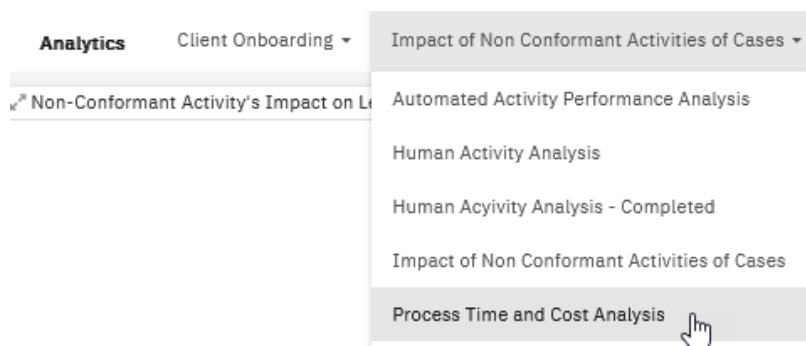 Analytics Client Onboarding Impact of Non Conformant Activities of Cases
Non-Conformant Activity's Impact on
Automated Activity Performance Analysis
Human Activity Analysis
Human Acyivity Analysis - Completed
Impact of Non Conformant Activities of Cases
Process Time and Cost Analysis